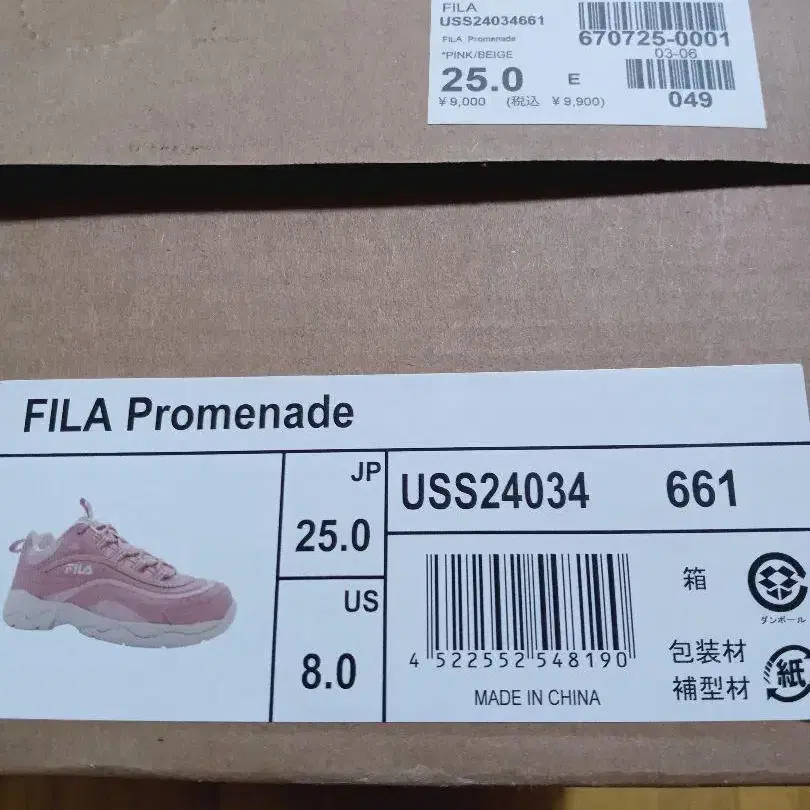 FILA
USS24034661
FILA Promenade
*PINK/BEIGE
25.0 E
¥9,000 (税込 ¥9,900)
670725-0001
03-06
049
FILA Promenade
FILA
JP
25.0
US
8.0
USS24034 661
4 522552 548190
MADE IN CHINA
箱
ダンボール
包装材
補型材
紙